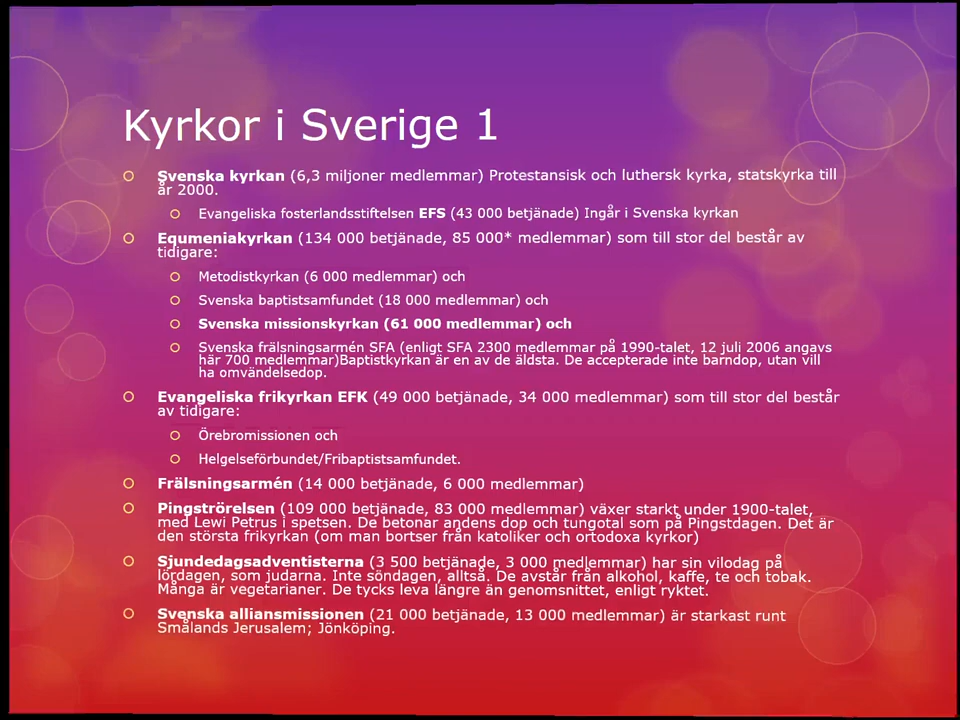 Kyrkor i Sverige 1
Svenska kyrkan (6,3 miljoner medlemmar) Protestansisk och luthersk kyrka, statskyrka till
år 2000.
Evangeliska fosterlandsstiftelsen EFS (43 000 betjänade) Ingår i Svenska kyrkan
Equmeniakyrkan (134 000 betjänade, 85 000* medlemmar) som till stor del består av
tidigare:
Metodistkyrkan (6 000 medlemmar) och
Svenska baptistsamfundet (18 000 medlemmar) och
Svenska missionskyrkan (61 000 medlemmar) och
Svenska frälsningsarmén SFA (enligt SFA 2300 medlemmar på 1990-talet, 12 juli 2006 angavs
här 700 medlemmar)Baptistkyrkan är en av de äldsta. De accepterade inte barndop, utan vill
ha omvändelsedop.
Evangeliska frikyrkan EFK (49 000 betjänade, 34 000 medlemmar) som till stor del består
av tidigare:
Örebromissionen och
Helgelseförbundet/Fribaptistsamfundet.
Frälsningsarmén (14 000 betjänade, 6 000 medlemmar)
Pingströrelsen (109 000 betjänade, 83 000 medlemmar) växer starkt under 1900-talet,
med Lewi Petrus i spetsen. De betonar andens dop och tungotal som på Pingstdagen. Det är
den största frikyrkan (om man bortser från katoliker och ortodoxa kyrkor)
Sjundedagsadventisterna (3 500 betjänade, 3 000 medlemmar) har sin vilodag på
lördagen, som judarna. Inte söndagen, alltså. De avstår från alkohol, kaffe, te och tobak.
Många är vegetarianer. De tycks leva längre än genomsnittet, enligt ryktet.
Svenska alliansmissionen (21 000 betjänade, 13 000 medlemmar) är starkast runt
Smålands Jerusalem; Jönköping.